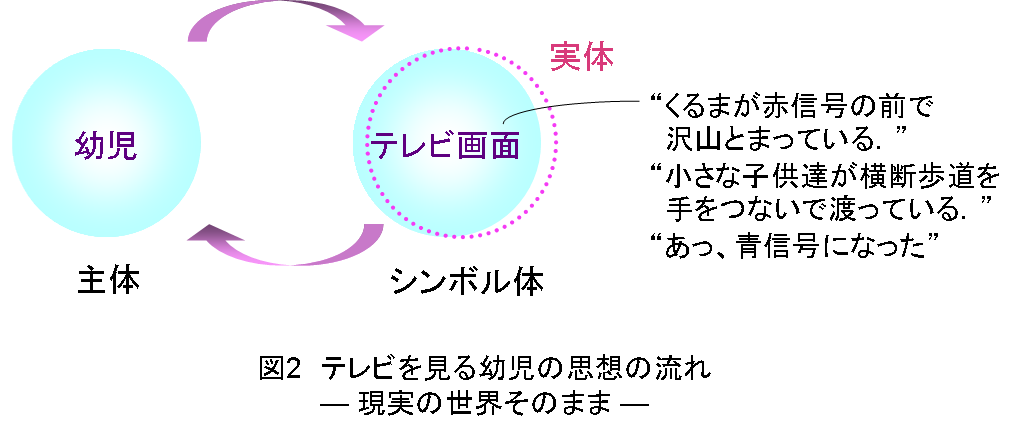 実体
幼児
テレビ画面
“くるまが赤信号の前で
沢山とまっている．”
“小さな子供達が横断歩道を
手をつないで渡っている．”
“あっ、青信号になった”
主体
シンボル体
図2 テレビを見る幼児の思想の流れ
― 現実の世界そのまま ―